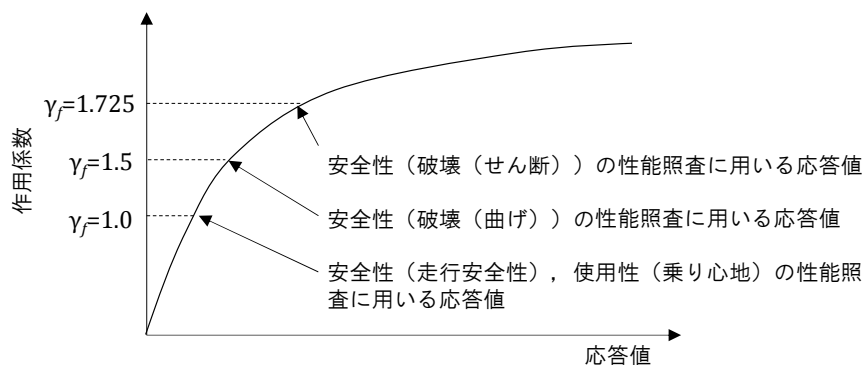 γf=1.725
γf=1.5
γf=1.0
作用係数
安全性（破壊（せん断））の性能照査に用いる応答値
安全性（破壊（曲げ））の性能照査に用いる応答値
安全性（走行安全性），使用性（乗り心地）の性能照
査に用いる応答値
応答値